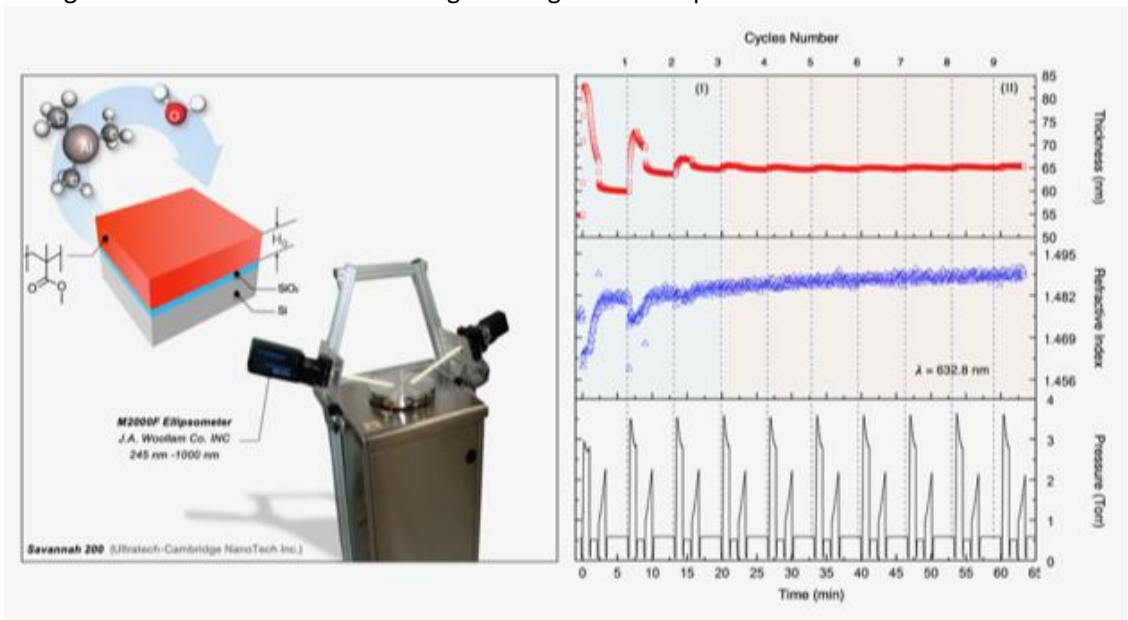 Cycles Number
1 2 3 4 5 6 7 8 9
(I) (II)
85
80
75
70
65
60
55
50
Thickness (nm)
Al
O
H₀
SiO₂
Si
O
O
1.495
1.482
1.469
1.456
Refractive Index
λ = 632.8 nm
M2000F Ellipsometer
J.A. Woollam Co. INC
245 nm -1000 nm
4
3
2
1
0
Pressure (Torr)
0 5 10 15 20 25 30 35 40 45 50 55 60 65
Time (min)
Savannah 200 (Ultratech-Cambridge NanoTech Inc.)